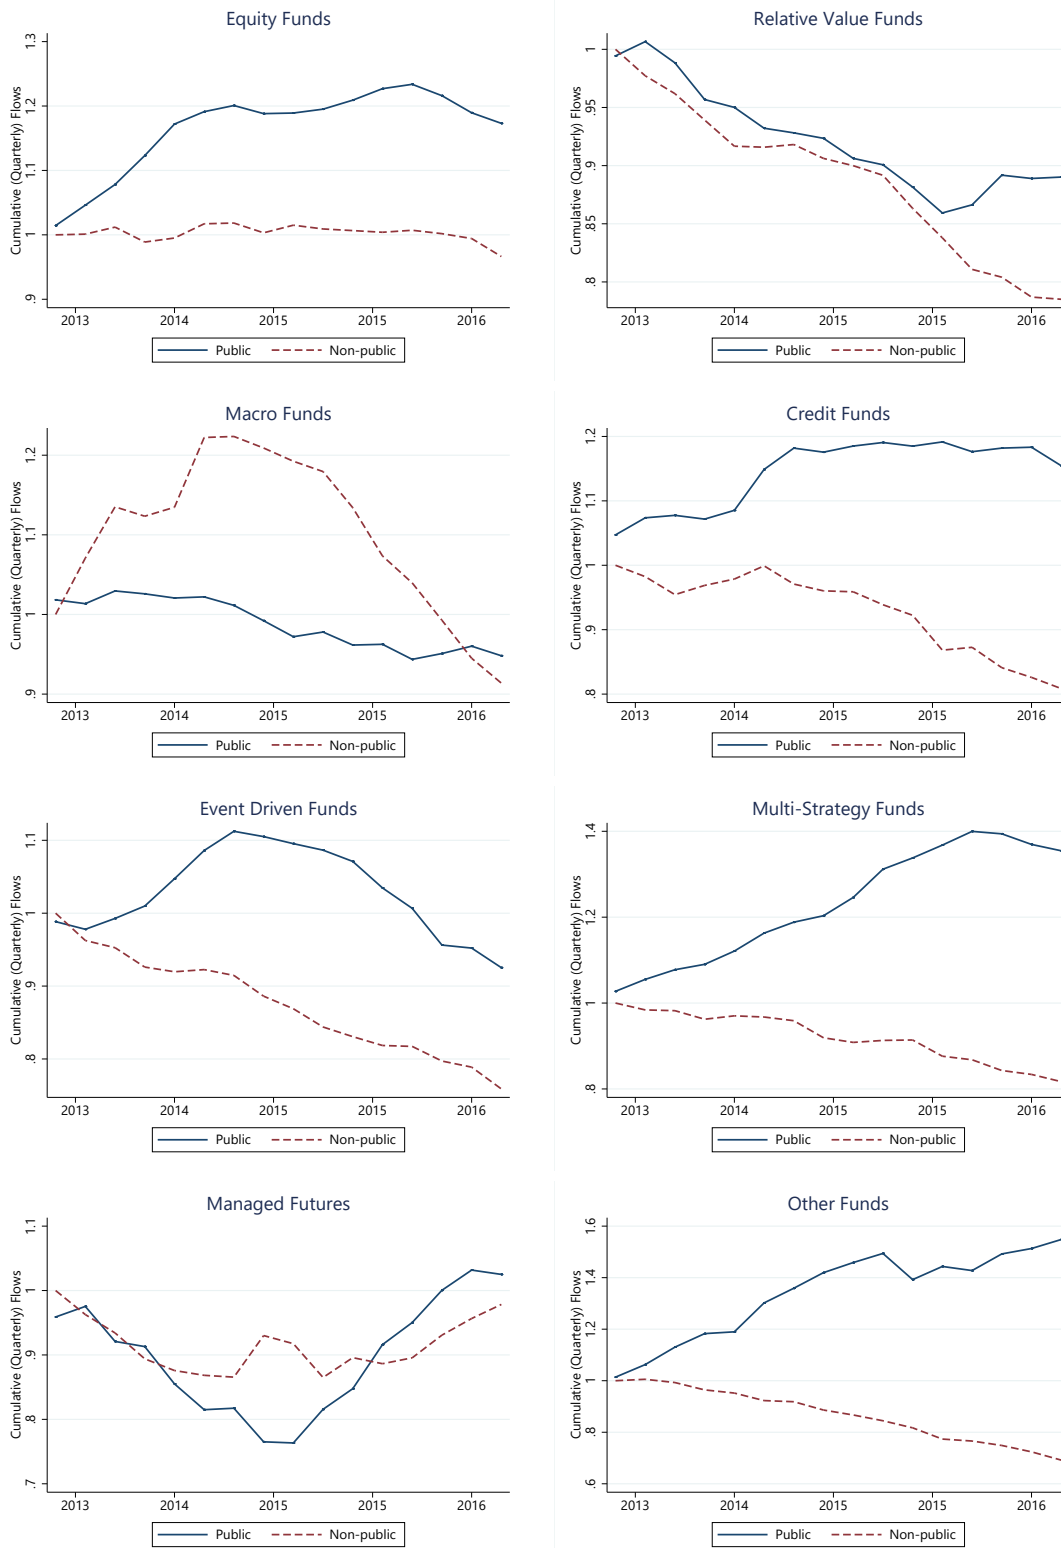 Equity Funds
Cumulative (Quarterly) Flows
1.3
1.2
1.1
1
.9
2013 2014 2015 2015 2016
Public Non-public
Relative Value Funds
Cumulative (Quarterly) Flows
1
.95
.9
.85
.8
2013 2014 2015 2015 2016
Public Non-public
Macro Funds
Cumulative (Quarterly) Flows
1.2
1.1
1
.9
2013 2014 2015 2015 2016
Public Non-public
Credit Funds
Cumulative (Quarterly) Flows
1.2
1.1
1
.9
.8
2013 2014 2015 2015 2016
Public Non-public
Event Driven Funds
Cumulative (Quarterly) Flows
1.1
1
.9
.8
2013 2014 2015 2015 2016
Public Non-public
Multi-Strategy Funds
Cumulative (Quarterly) Flows
1.4
1.2
1
.8
2013 2014 2015 2015 2016
Public Non-public
Managed Futures
Cumulative (Quarterly) Flows
1.1
1
.9
.8
.7
2013 2014 2015 2015 2016
Public Non-public
Other Funds
Cumulative (Quarterly) Flows
1.6
1.4
1.2
1
.8
.6
2013 2014 2015 2015 2016
Public Non-public